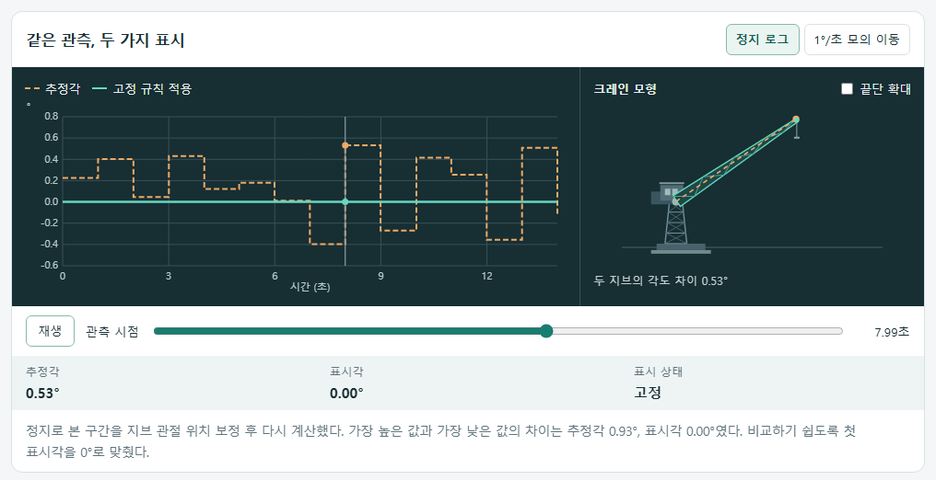 같은 관측, 두 가지 표시
정지 로그
1°/초 모의 이동
추정각
고정 규칙 적용
°
0.8
0.6
0.4
0.2
0.0
-0.2
-0.4
-0.6
0
3
6
9
12
시간 (초)
크레인 모형
끝단 확대
두 지브의 각도 차이 0.53°
재생
관측 시점
7.99초
추정각
표시각
표시 상태
0.53°
0.00°
고정
정지로 본 구간을 지브 관절 위치 보정 후 다시 계산했다. 가장 높은 값과 가장 낮은 값의 차이는 추정각 0.93°, 표시각 0.00°였다. 비교하기 쉽도록 첫
표시각을 0°로 맞췄다.